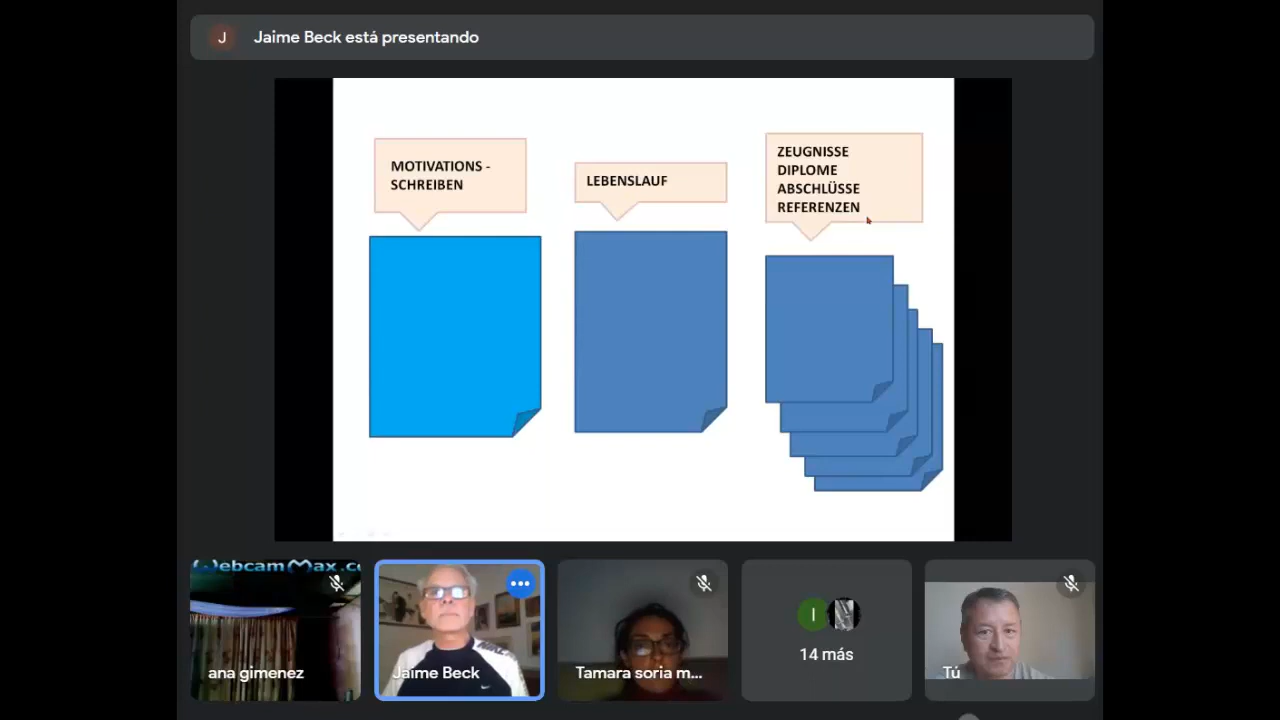 J Jaime Beck está presentando
MOTIVATIONS -
SCHREIBEN
LEBENSLAUF
ZEUGNISSE
DIPLOME
ABSCHLÜSSE
REFERENZEN
WebcamMax.c
ana gimenez
Jaime Beck
Tamara soria m...
I
14 más
Tú